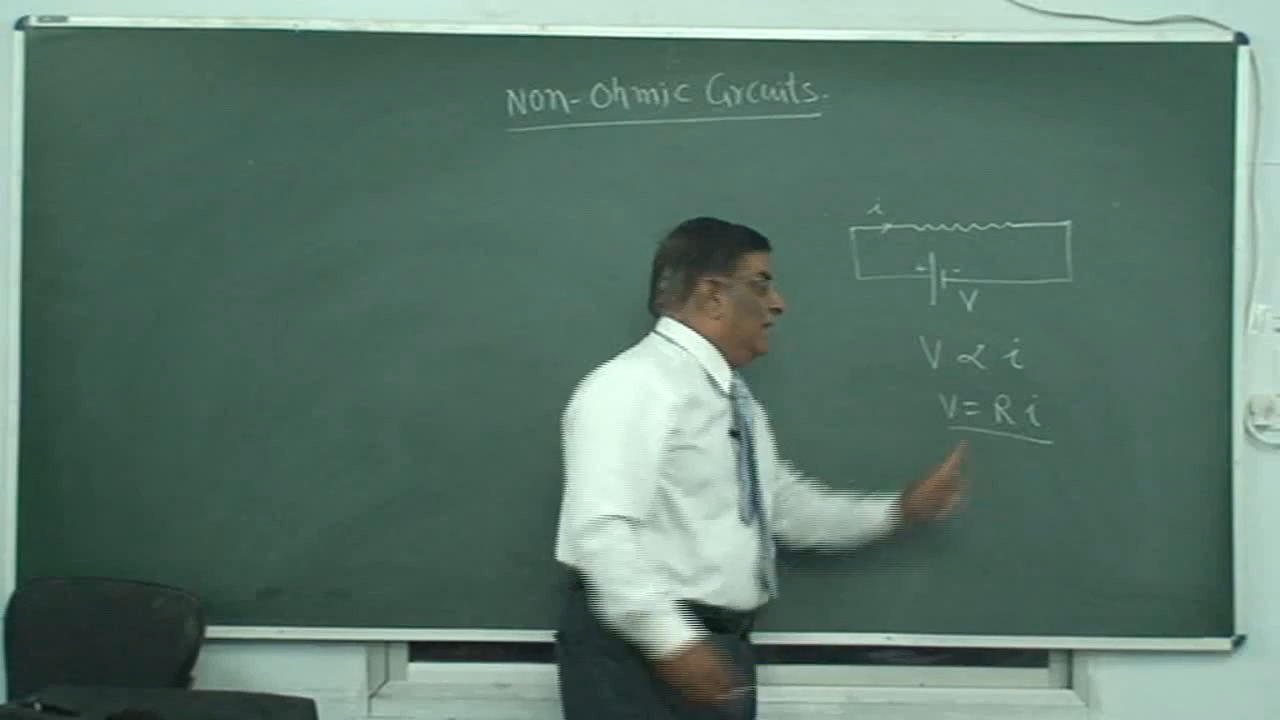 Non-Ohmic Circuits.
i
+ -
V
V ∝ i
V = R i